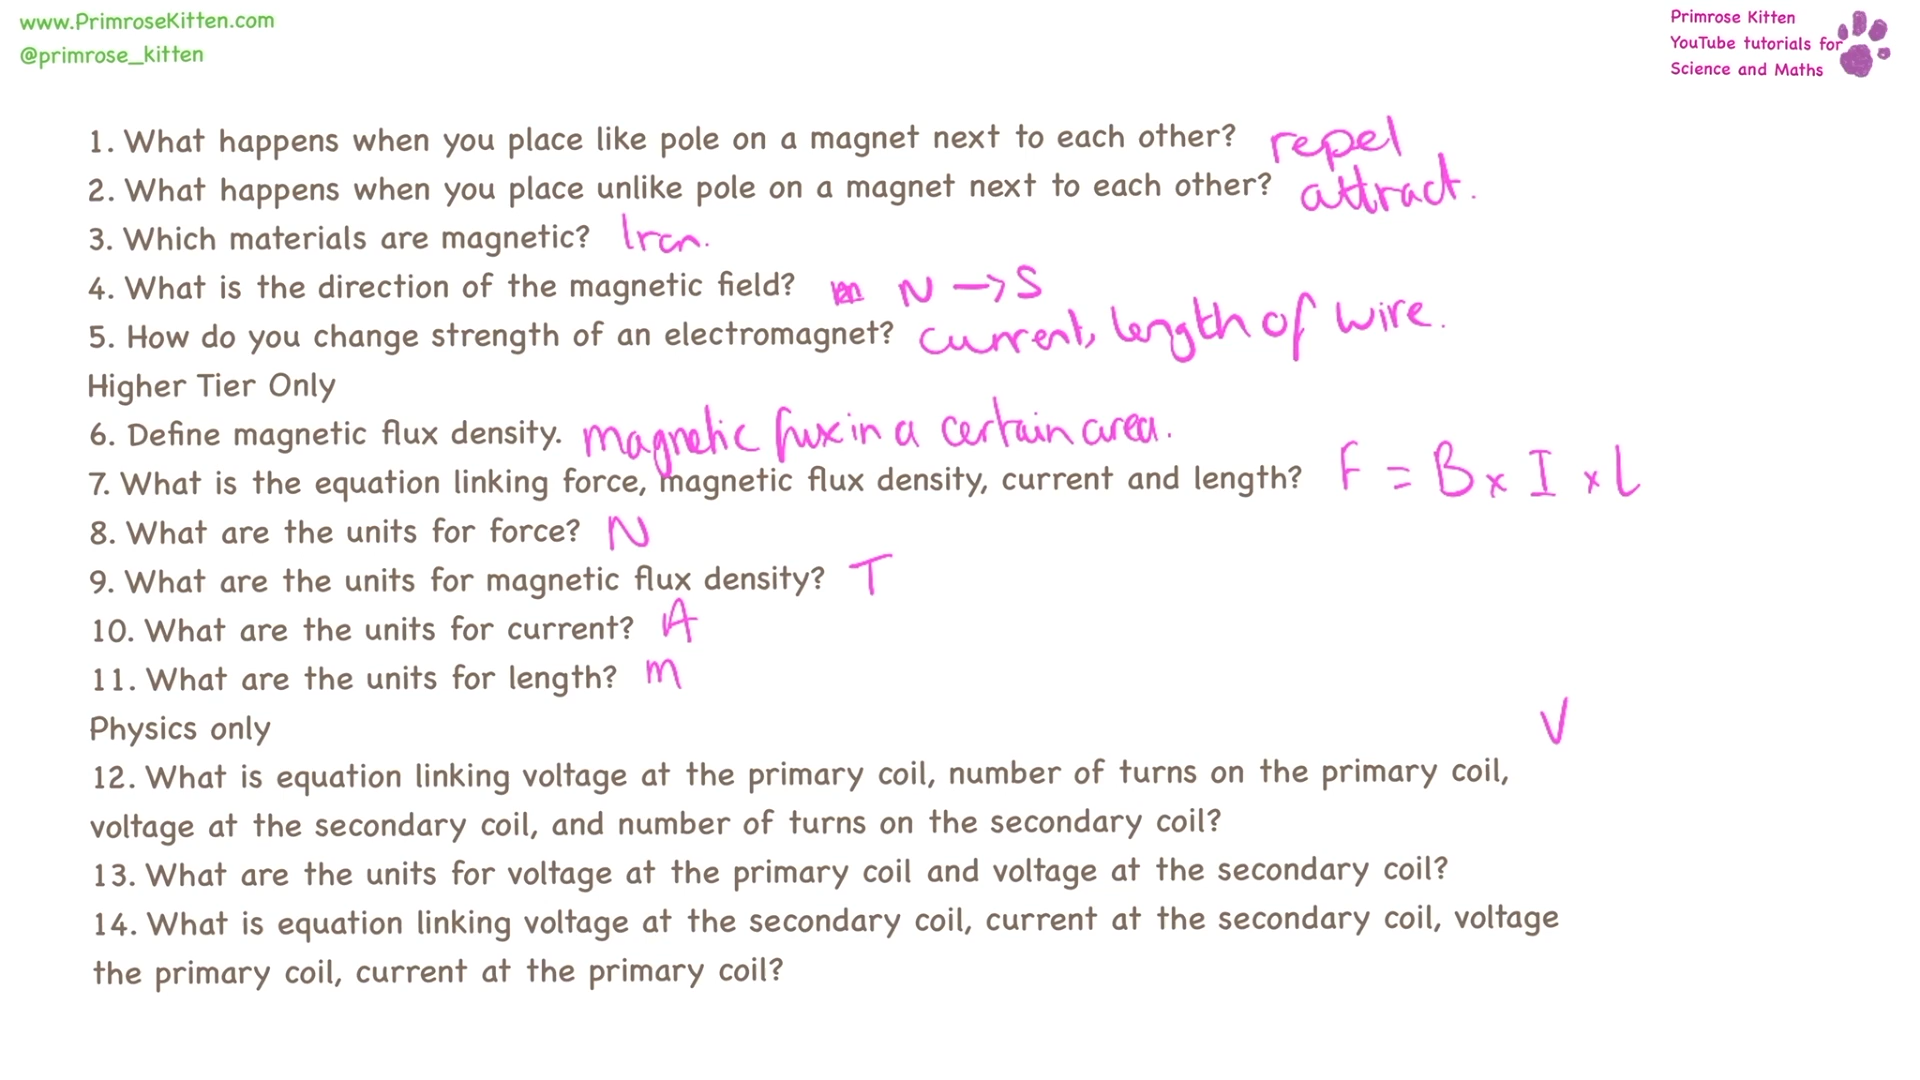 www.PrimroseKitten.com
@primrose_kitten
Primrose Kitten
YouTube tutorials for
Science and Maths
1. What happens when you place like pole on a magnet next to each other? repel
2. What happens when you place unlike pole on a magnet next to each other? attract.
3. Which materials are magnetic? Iron.
4. What is the direction of the magnetic field? N → S
5. How do you change strength of an electromagnet? current, length of wire.
Higher Tier Only
6. Define magnetic flux density. magnetic flux in a certain area.
7. What is the equation linking force, magnetic flux density, current and length? F = B x I x L
8. What are the units for force? N
9. What are the units for magnetic flux density? T
10. What are the units for current? A
11. What are the units for length? m
Physics only
V
12. What is equation linking voltage at the primary coil, number of turns on the primary coil,
voltage at the secondary coil, and number of turns on the secondary coil?
13. What are the units for voltage at the primary coil and voltage at the secondary coil?
14. What is equation linking voltage at the secondary coil, current at the secondary coil, voltage
the primary coil, current at the primary coil?